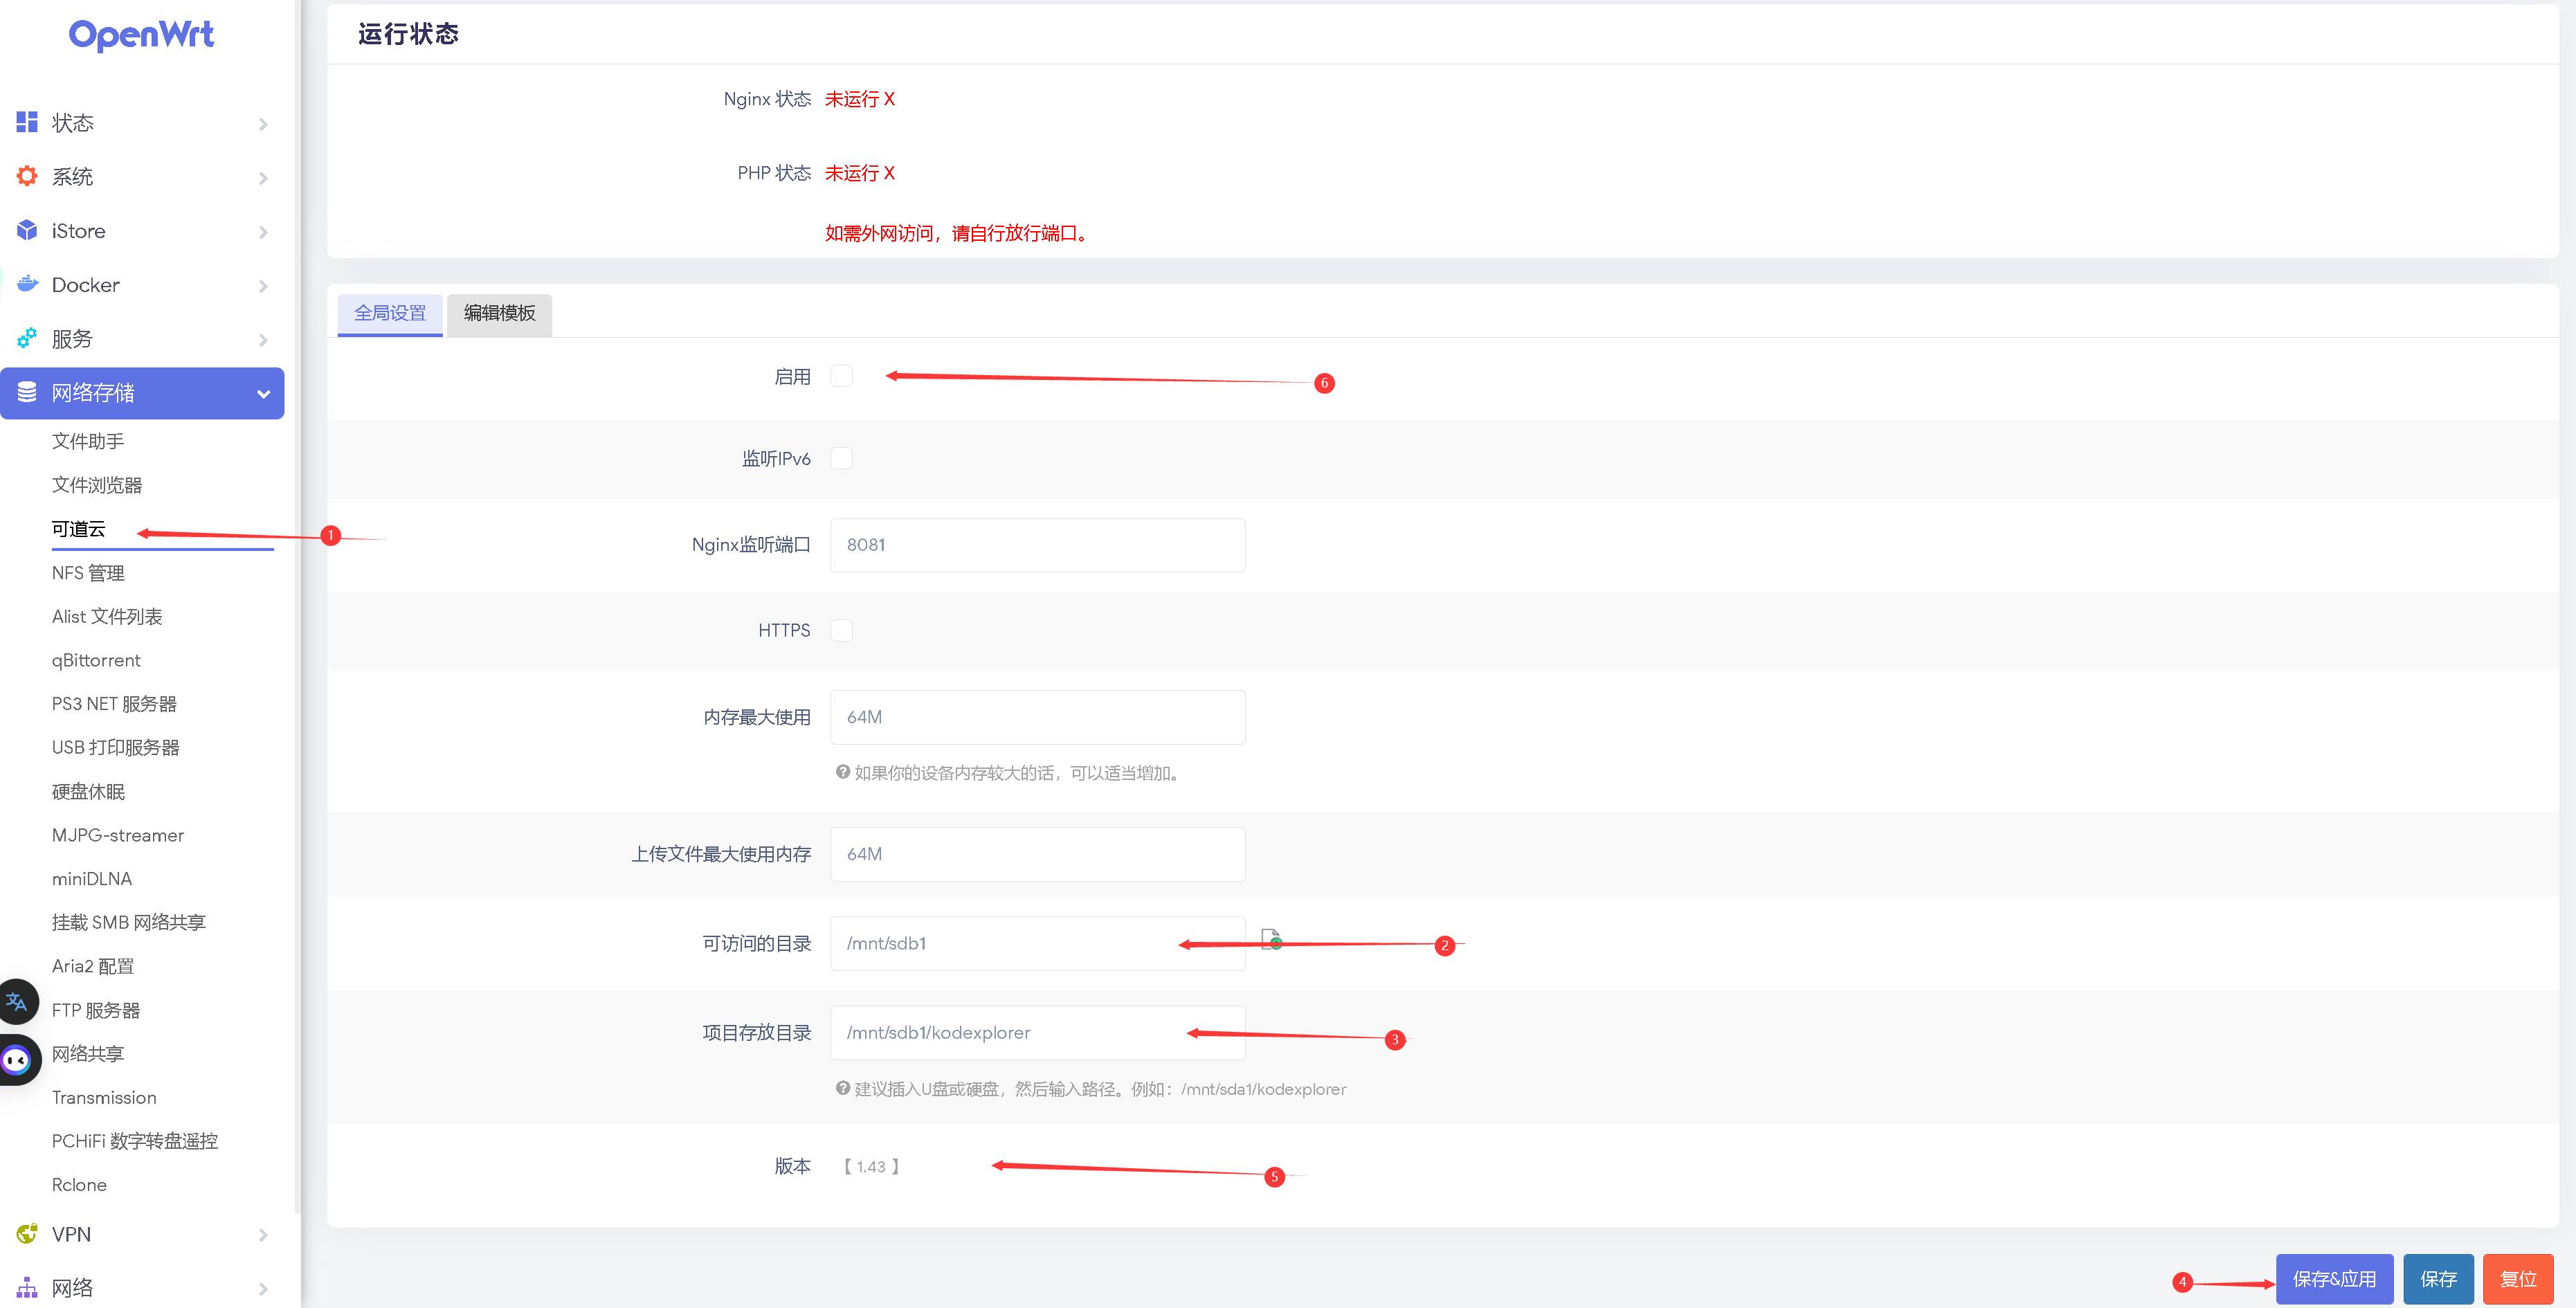 OpenWrt
状态
系统
iStore
Docker
服务
网络存储
文件助手
文件浏览器
可道云
1
NFS 管理
Alist 文件列表
qBittorrent
PS3 NET 服务器
USB 打印服务器
硬盘休眠
MJPG-streamer
miniDLNA
挂载 SMB 网络共享
Aria2 配置
FTP 服务器
网络共享
Transmission
PCHiFi 数字转盘遥控
Rclone
VPN
网络
运行状态
Nginx 状态 未运行 X
PHP 状态 未运行 X
如需外网访问，请自行放行端口。
全局设置 编辑模板
启用 6
监听IPv6
Nginx监听端口 8081
HTTPS
内存最大使用 64M
如果你的设备内存较大的话，可以适当增加。
上传文件最大使用内存 64M
可访问的目录 /mnt/sdb1 2
项目存放目录 /mnt/sdb1/kodexplorer 3
建议插入U盘或硬盘，然后输入路径。例如：/mnt/sda1/kodexplorer
版本 【 1.43 】 5
4 保存&应用 保存 复位